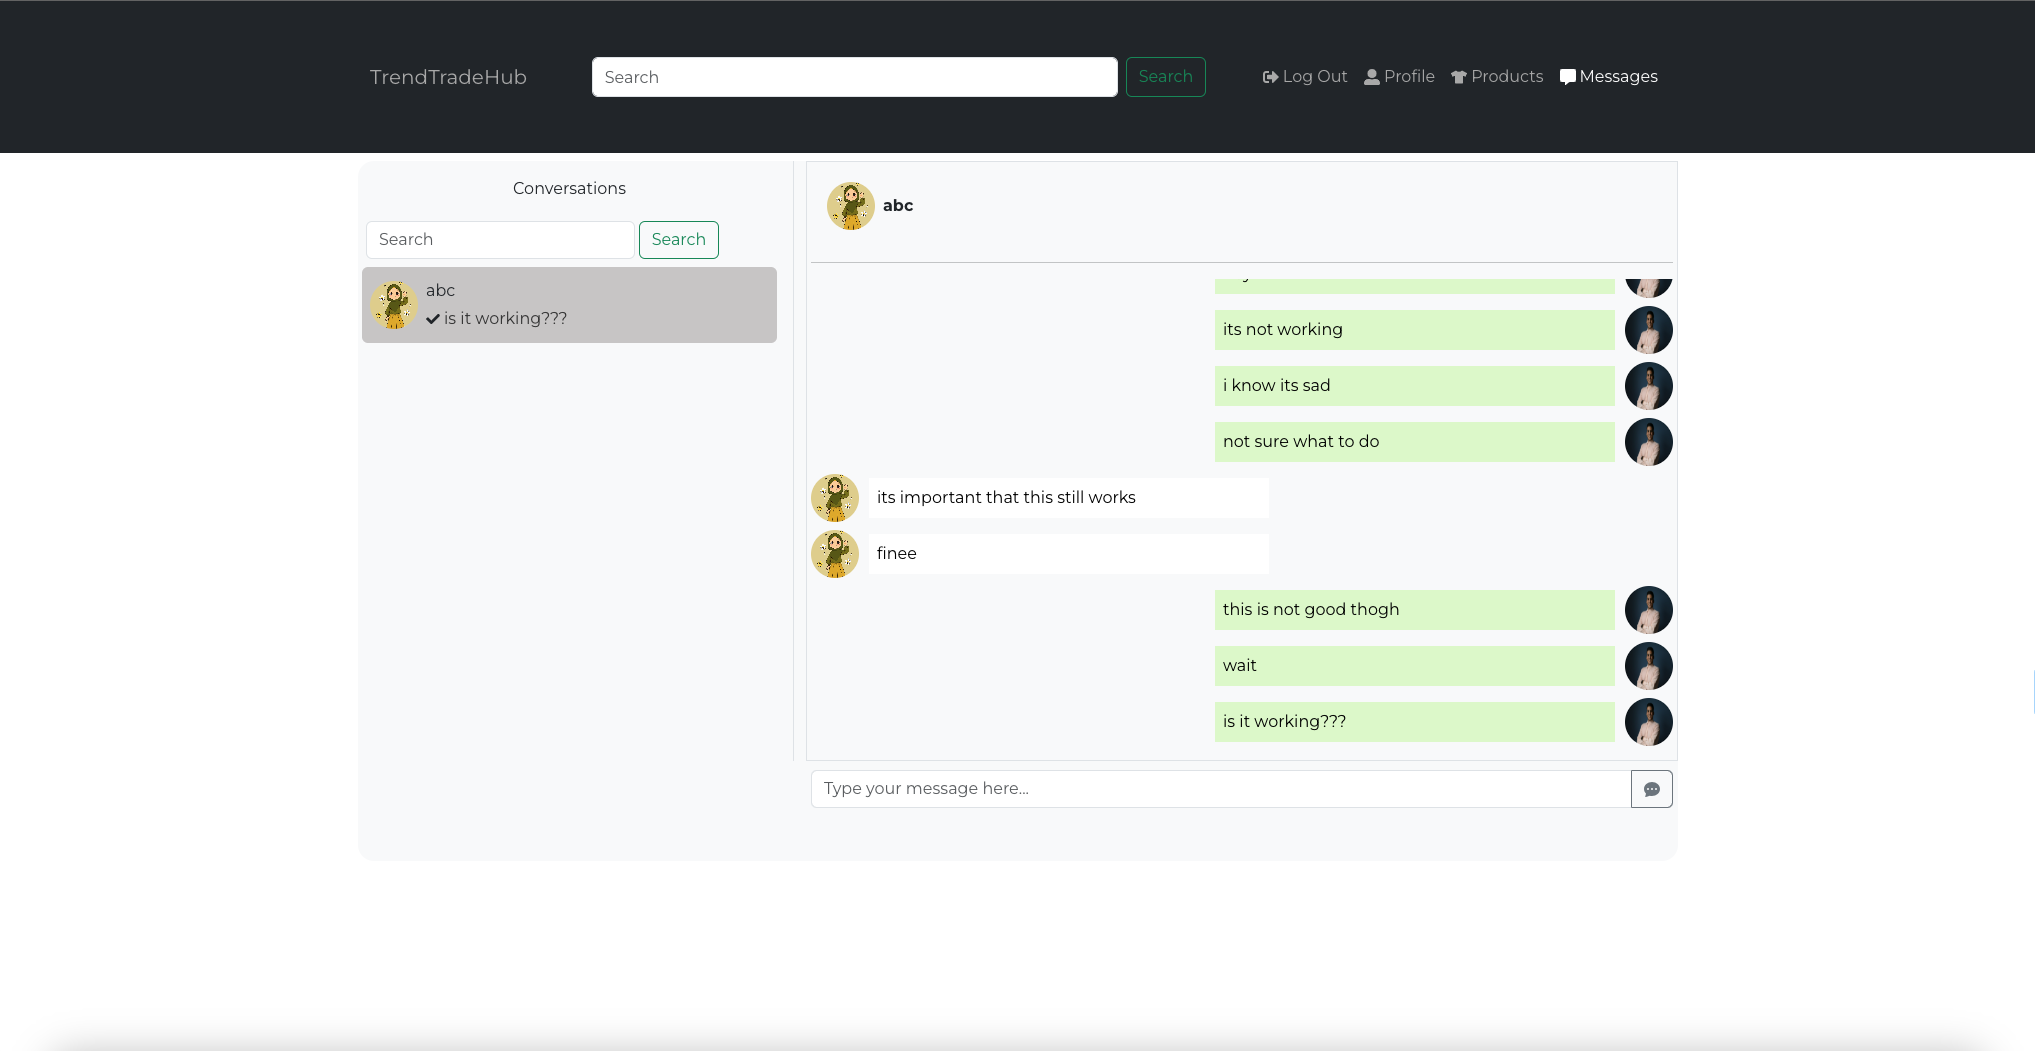 TrendTradeHub
Search
Search
Log Out
Profile
Products
Messages
Conversations
Search
Search
abc
is it working???
abc
its not working
i know its sad
not sure what to do
its important that this still works
finee
this is not good thogh
wait
is it working???
Type your message here...